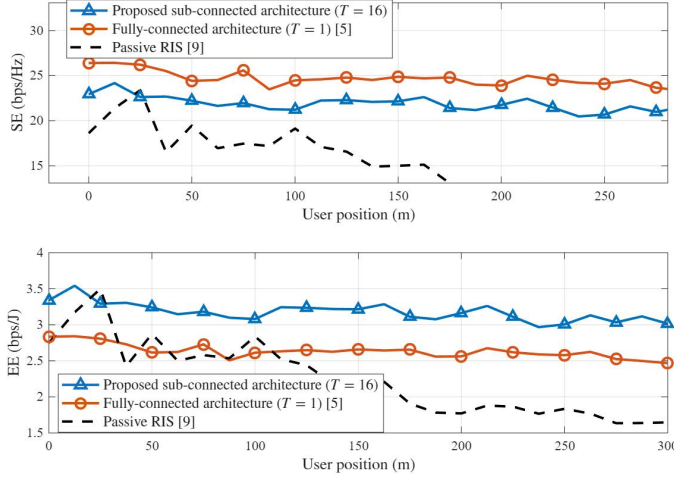 Proposed sub-connected architecture (T = 16)
Fully-connected architecture (T = 1) [5]
Passive RIS [9]
30
25
20
15
SE (bps/Hz)
0 50 100 150 200 250
User position (m)
4
3.5
3
2.5
2
1.5
EE (bps/J)
Proposed sub-connected architecture (T = 16)
Fully-connected architecture (T = 1) [5]
Passive RIS [9]
0 50 100 150 200 250 300
User position (m)